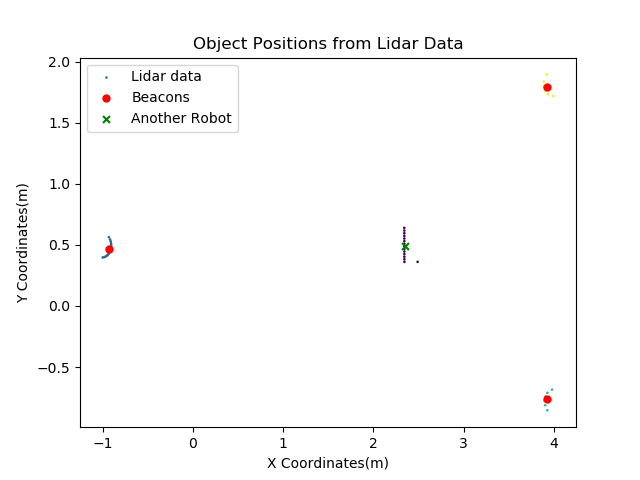 Object Positions from Lidar Data
Lidar data
Beacons
Another Robot
2.0
1.5
1.0
0.5
0.0
−0.5
Y Coordinates(m)
−1 0 1 2 3 4
X Coordinates(m)